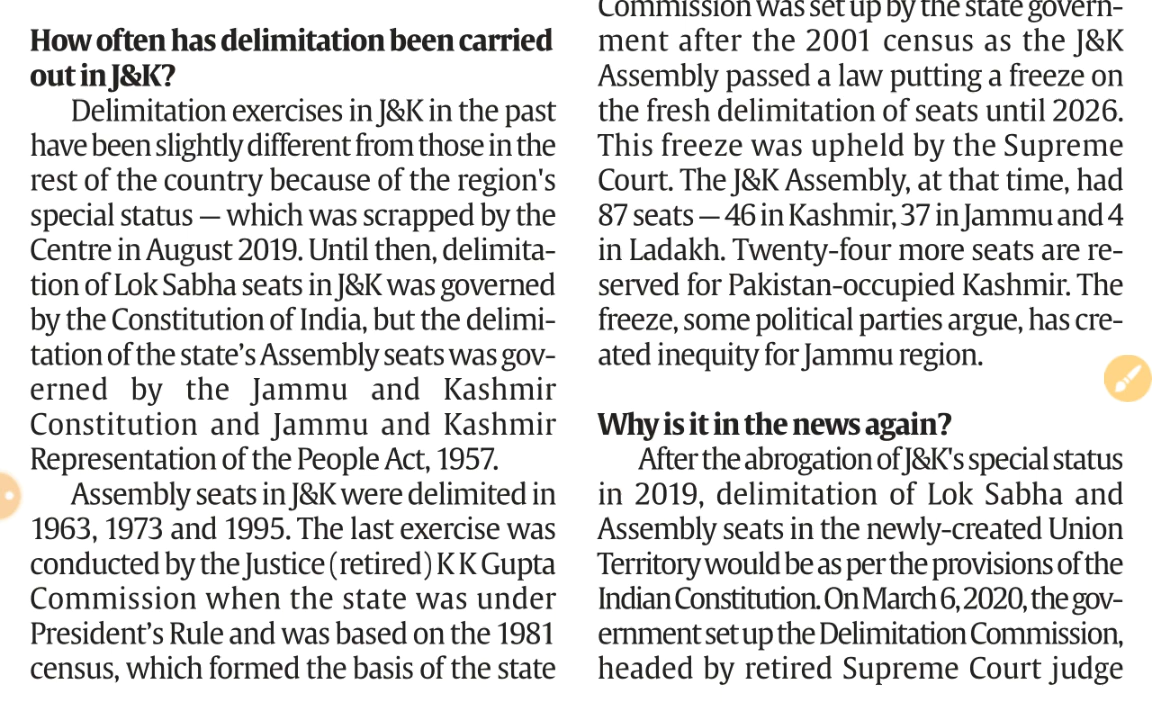 How often has delimitation been carried
out in J&K?
Delimitation exercises in J&K in the past
have been slightly different from those in the
rest of the country because of the region's
special status — which was scrapped by the
Centre in August 2019. Until then, delimita-
tion of Lok Sabha seats in J&K was governed
by the Constitution of India, but the delimi-
tation of the state’s Assembly seats was gov-
erned by the Jammu and Kashmir
Constitution and Jammu and Kashmir
Representation of the People Act, 1957.
Assembly seats in J&K were delimited in
1963, 1973 and 1995. The last exercise was
conducted by the Justice (retired) K K Gupta
Commission when the state was under
President’s Rule and was based on the 1981
census, which formed the basis of the state
Commission was set up by the state govern-
ment after the 2001 census as the J&K
Assembly passed a law putting a freeze on
the fresh delimitation of seats until 2026.
This freeze was upheld by the Supreme
Court. The J&K Assembly, at that time, had
87 seats — 46 in Kashmir, 37 in Jammu and 4
in Ladakh. Twenty-four more seats are re-
served for Pakistan-occupied Kashmir. The
freeze, some political parties argue, has cre-
ated inequity for Jammu region.
Why is it in the news again?
After the abrogation of J&K's special status
in 2019, delimitation of Lok Sabha and
Assembly seats in the newly-created Union
Territory would be as per the provisions of the
Indian Constitution. On March 6, 2020, the gov-
ernment set up the Delimitation Commission,
headed by retired Supreme Court judge